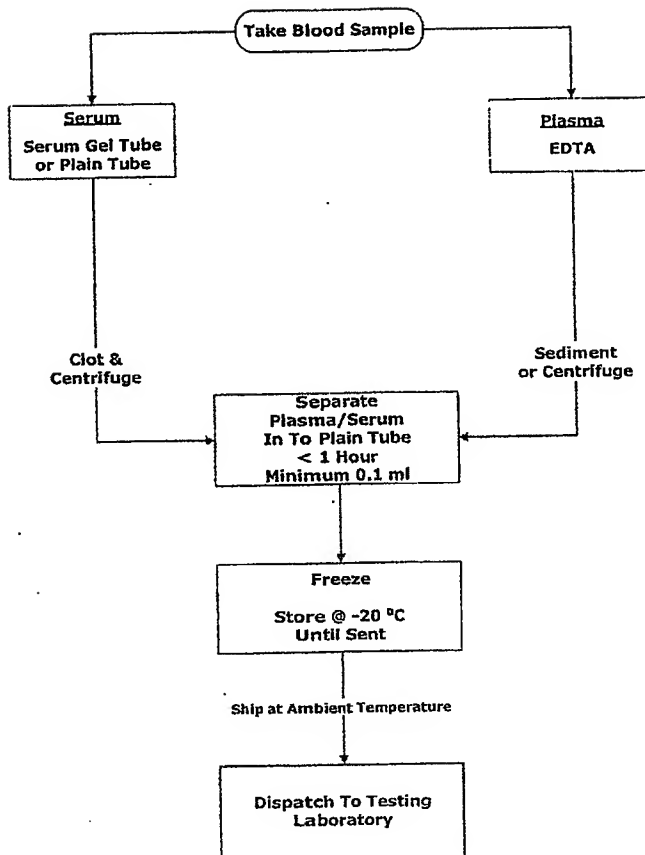 Take Blood Sample
Serum
Serum Gel Tube
or Plain Tube
Plasma
EDTA
Clot &
Centrifuge
Sediment
or Centrifuge
Separate
Plasma/Serum
In To Plain Tube
< 1 Hour
Minimum 0.1 ml
Freeze
Store @ -20 °C
Until Sent
Ship at Ambient Temperature
Dispatch To Testing
Laboratory